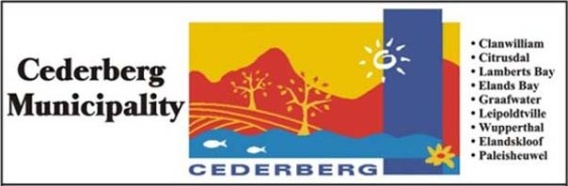 Cederberg
Municipality
CEDERBERG
• Clanwilliam
• Citrusdal
• Lamberts Bay
• Elands Bay
• Graafwater
• Leipoldtville
• Wupperthal
• Elandskloof
• Paleisheuwel